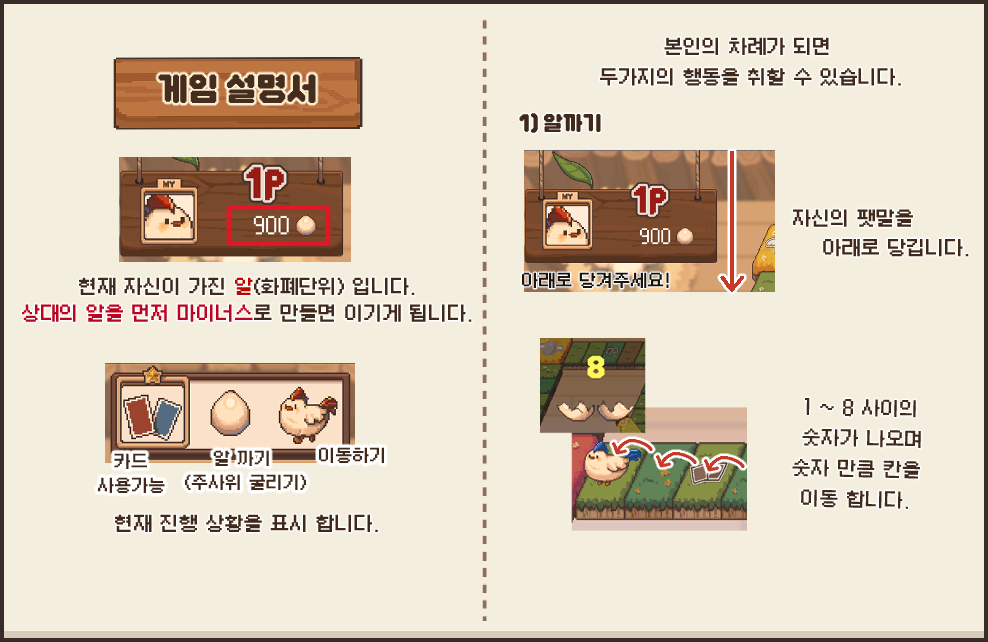 게임 설명서
MY
1P
900
현재 자신이 가진 알(화폐단위) 입니다.
상대의 알을 먼저 마이너스로 만들면 이기게 됩니다.
카드
사용가능
알 까기
(주사위 굴리기)
이동하기
현재 진행 상황을 표시 합니다.
본인의 차례가 되면
두가지의 행동을 취할 수 있습니다.
1) 알까기
MY
1P
900
아래로 당겨주세요!
자신의 팻말을
아래로 당깁니다.
8
1 ~ 8 사이의
숫자가 나오며
숫자 만큼 칸을
이동 합니다.